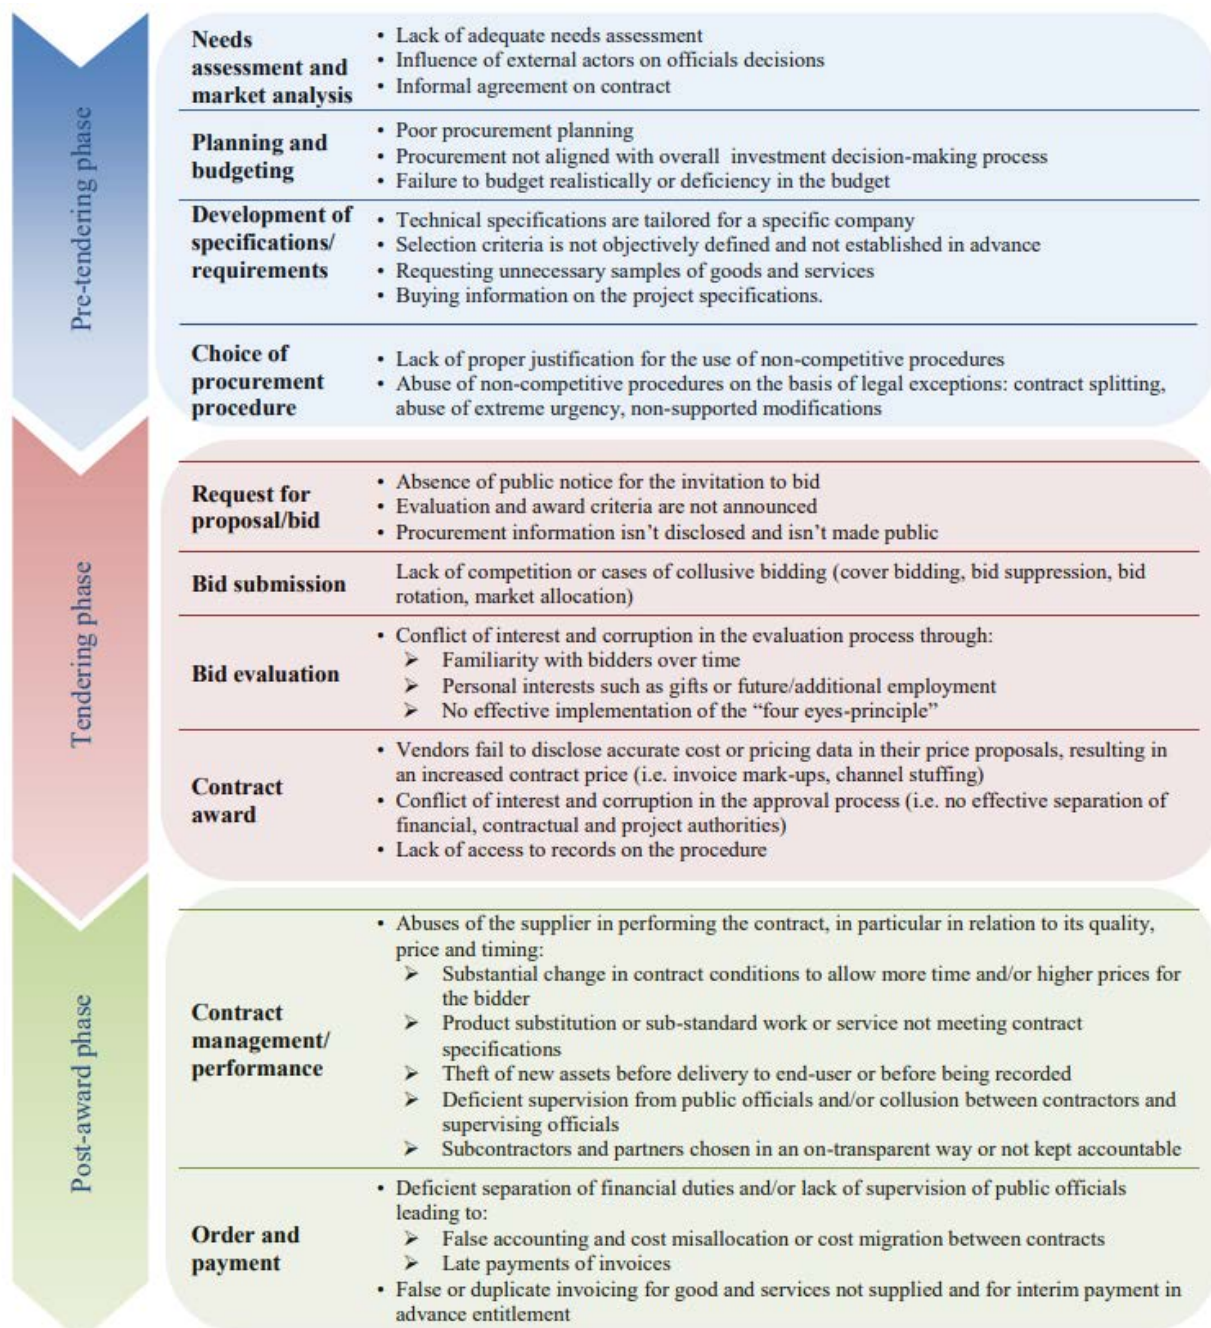 Pre-tendering phase
Needs
assessment and
market analysis
• Lack of adequate needs assessment
• Influence of external actors on officials decisions
• Informal agreement on contract
Planning and
budgeting
• Poor procurement planning
• Procurement not aligned with overall investment decision-making process
• Failure to budget realistically or deficiency in the budget
Development of
specifications/
requirements
• Technical specifications are tailored for a specific company
• Selection criteria is not objectively defined and not established in advance
• Requesting unnecessary samples of goods and services
• Buying information on the project specifications.
Choice of
procurement
procedure
• Lack of proper justification for the use of non-competitive procedures
• Abuse of non-competitive procedures on the basis of legal exceptions: contract splitting,
abuse of extreme urgency, non-supported modifications
Tendering phase
Request for
proposal/bid
• Absence of public notice for the invitation to bid
• Evaluation and award criteria are not announced
• Procurement information isn’t disclosed and isn’t made public
Bid submission
Lack of competition or cases of collusive bidding (cover bidding, bid suppression, bid
rotation, market allocation)
Bid evaluation
• Conflict of interest and corruption in the evaluation process through:
➢ Familiarity with bidders over time
➢ Personal interests such as gifts or future/additional employment
➢ No effective implementation of the “four eyes-principle”
Contract
award
• Vendors fail to disclose accurate cost or pricing data in their price proposals, resulting in
an increased contract price (i.e. invoice mark-ups, channel stuffing)
• Conflict of interest and corruption in the approval process (i.e. no effective separation of
financial, contractual and project authorities)
• Lack of access to records on the procedure
Post-award phase
Contract
management/
performance
• Abuses of the supplier in performing the contract, in particular in relation to its quality,
price and timing:
➢ Substantial change in contract conditions to allow more time and/or higher prices for
the bidder
➢ Product substitution or sub-standard work or service not meeting contract
specifications
➢ Theft of new assets before delivery to end-user or before being recorded
➢ Deficient supervision from public officials and/or collusion between contractors and
supervising officials
➢ Subcontractors and partners chosen in an on-transparent way or not kept accountable
Order and
payment
• Deficient separation of financial duties and/or lack of supervision of public officials
leading to:
➢ False accounting and cost misallocation or cost migration between contracts
➢ Late payments of invoices
• False or duplicate invoicing for good and services not supplied and for interim payment in
advance entitlement